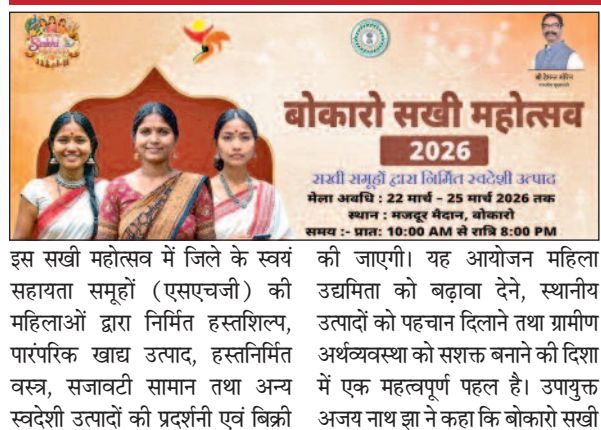 Sakhi
श्री हेमन्त सोरेन
बोकारो सखी महोत्सव
2026
सखी समूहों द्वारा निर्मित स्वदेशी उत्पाद
मेला अवधि : 22 मार्च – 25 मार्च 2026 तक
स्थान : मजदूर मैदान, बोकारो
समय :- प्रात: 10:00 AM से रात्रि 8:00 PM
इस सखी महोत्सव में जिले के स्वयं
सहायता समूहों (एसएचजी) की
महिलाओं द्वारा निर्मित हस्तशिल्प,
पारंपरिक खाद्य उत्पाद, हस्तनिर्मित
वस्त्र, सजावटी सामान तथा अन्य
स्वदेशी उत्पादों की प्रदर्शनी एवं बिक्री
की जाएगी। यह आयोजन महिला
उद्यमिता को बढ़ावा देने, स्थानीय
उत्पादों को पहचान दिलाने तथा ग्रामीण
अर्थव्यवस्था को सशक्त बनाने की दिशा
में एक महत्वपूर्ण पहल है। उपायुक्त
अजय नाथ झा ने कहा कि बोकारो सखी